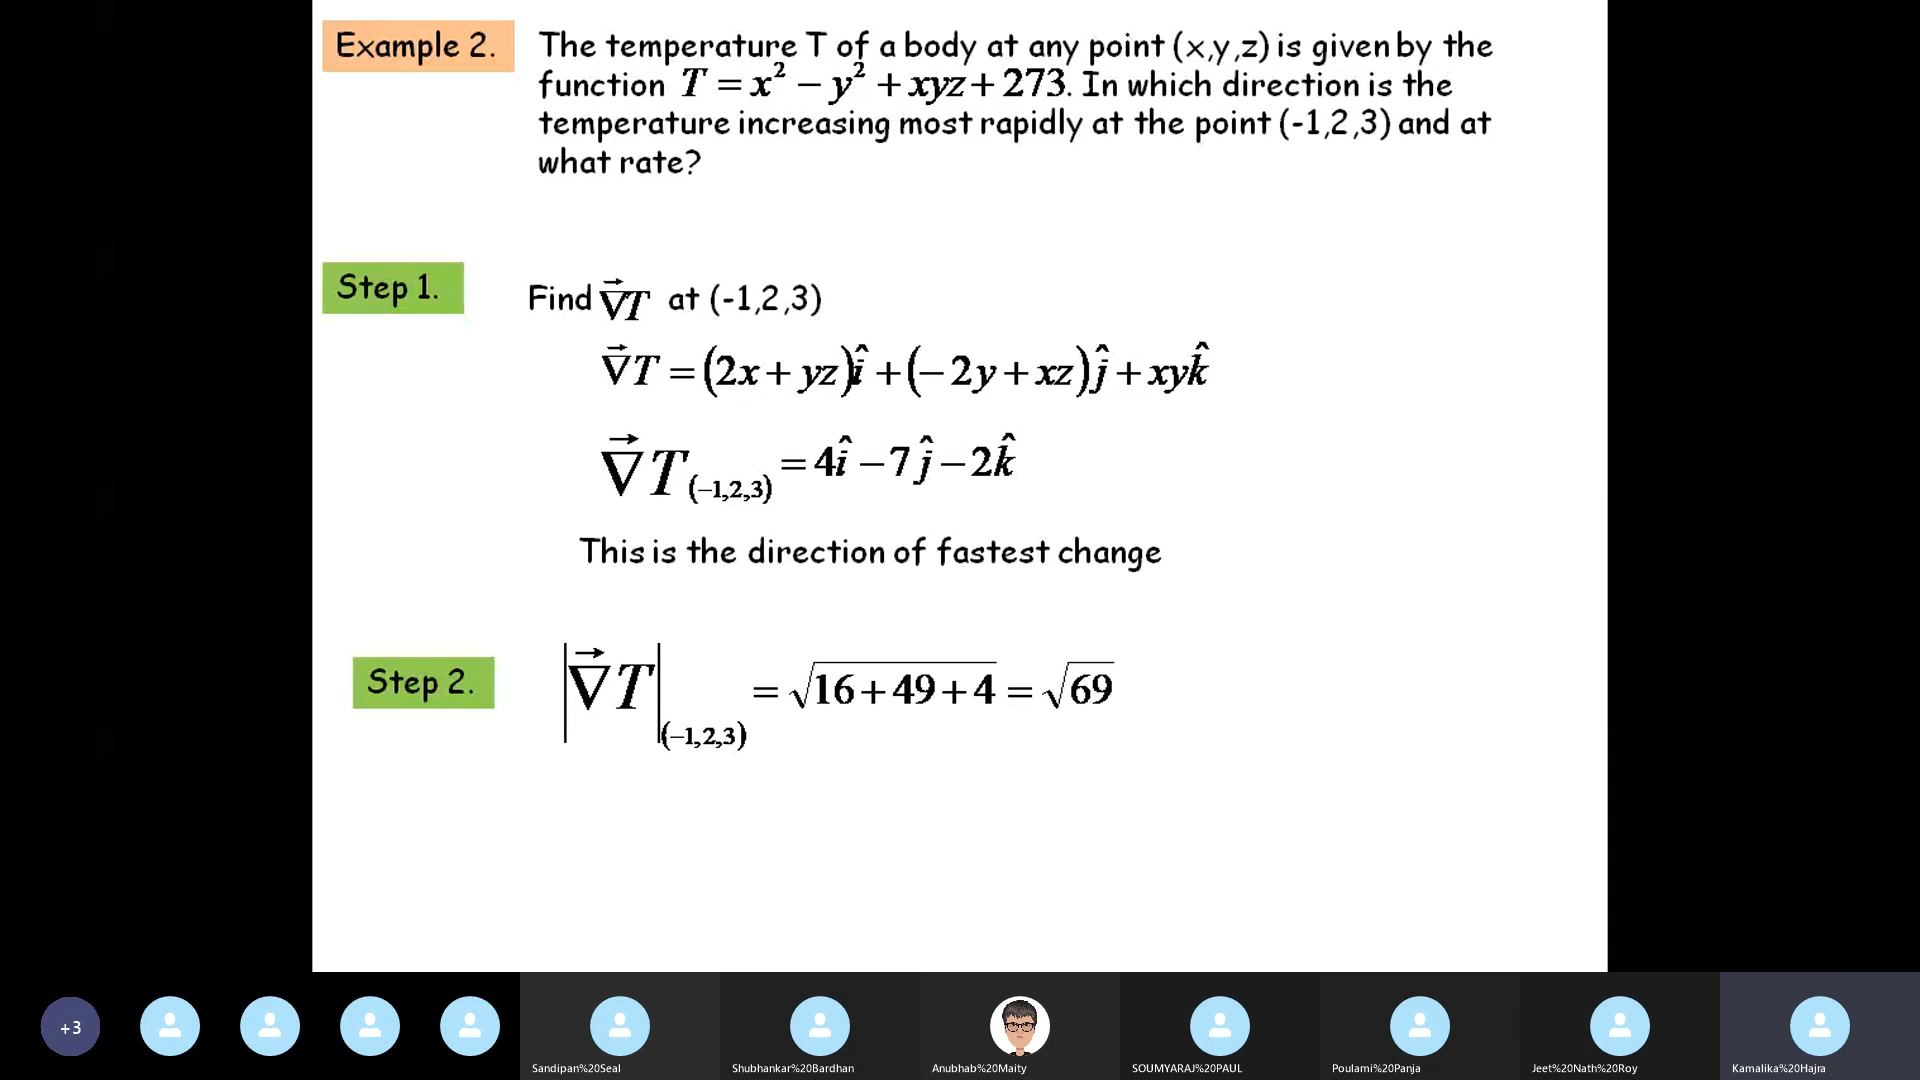 Example 2.
The temperature T of a body at any point (x,y,z) is given by the
function T = x² − y² + xyz + 273. In which direction is the
temperature increasing most rapidly at the point (-1,2,3) and at
what rate?
Step 1.
Find ∇⃗T at (-1,2,3)
∇⃗T = (2x + yz)î + (−2y + xz)ĵ + xyk̂
∇⃗T₍₋₁,₂,₃₎ = 4î − 7ĵ − 2k̂
This is the direction of fastest change
Step 2.
|∇⃗T|₍₋₁,₂,₃₎ = √(16+49+4) = √69
+3
Sandipan%20Seal
Shubhankar%20Bardhan
Anubhab%20Maity
SOUMYARAJ%20PAUL
Poulami%20Panja
Jeet%20Nath%20Roy
Kamalika%20Hajra